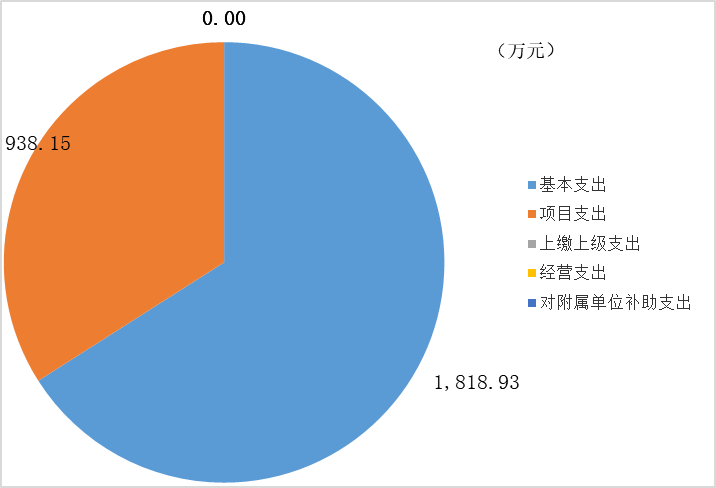 0.00
（万元）
938.15
基本支出
项目支出
上缴上级支出
经营支出
对附属单位补助支出
1,818.93